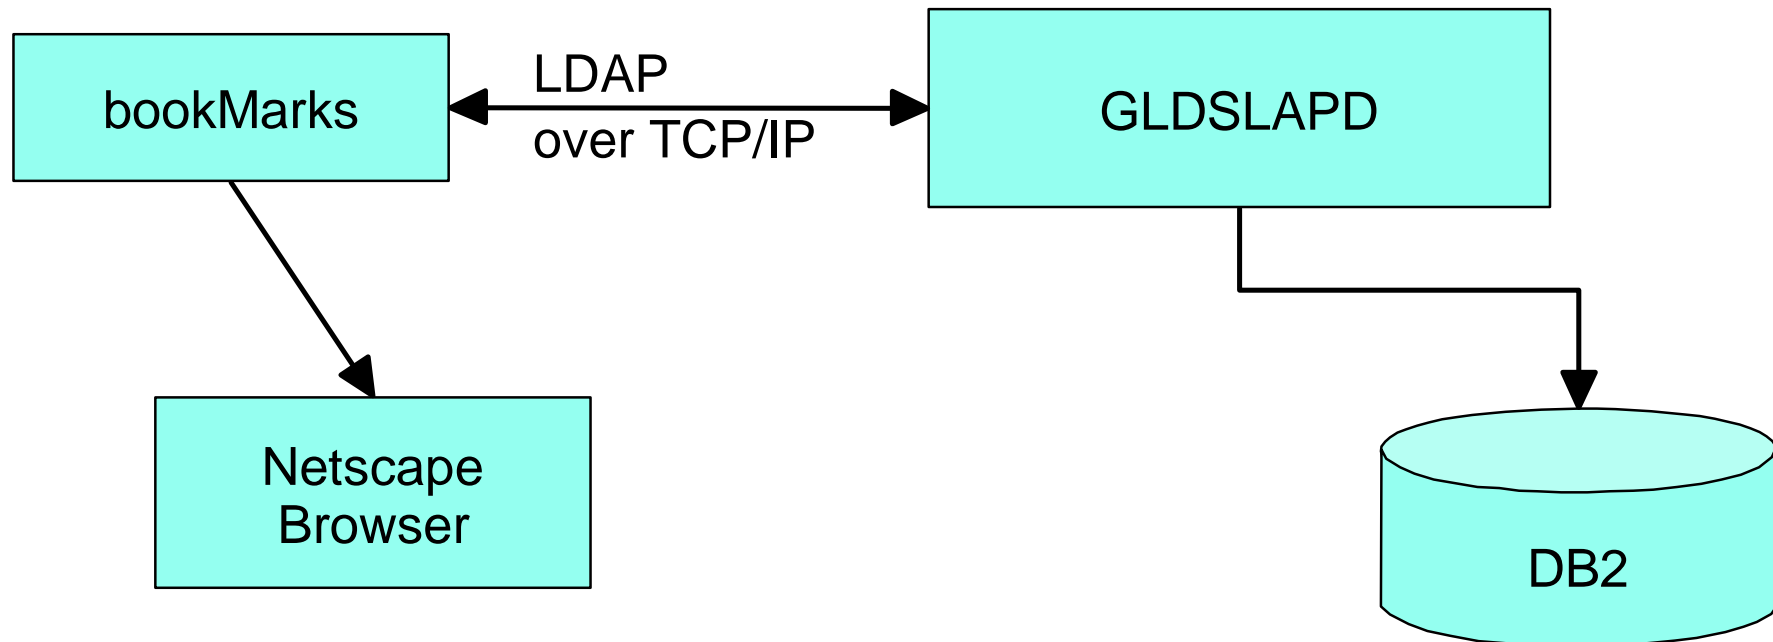 bookMarks
LDAP
over TCP/IP
GLDSLAPD
Netscape
Browser
DB2